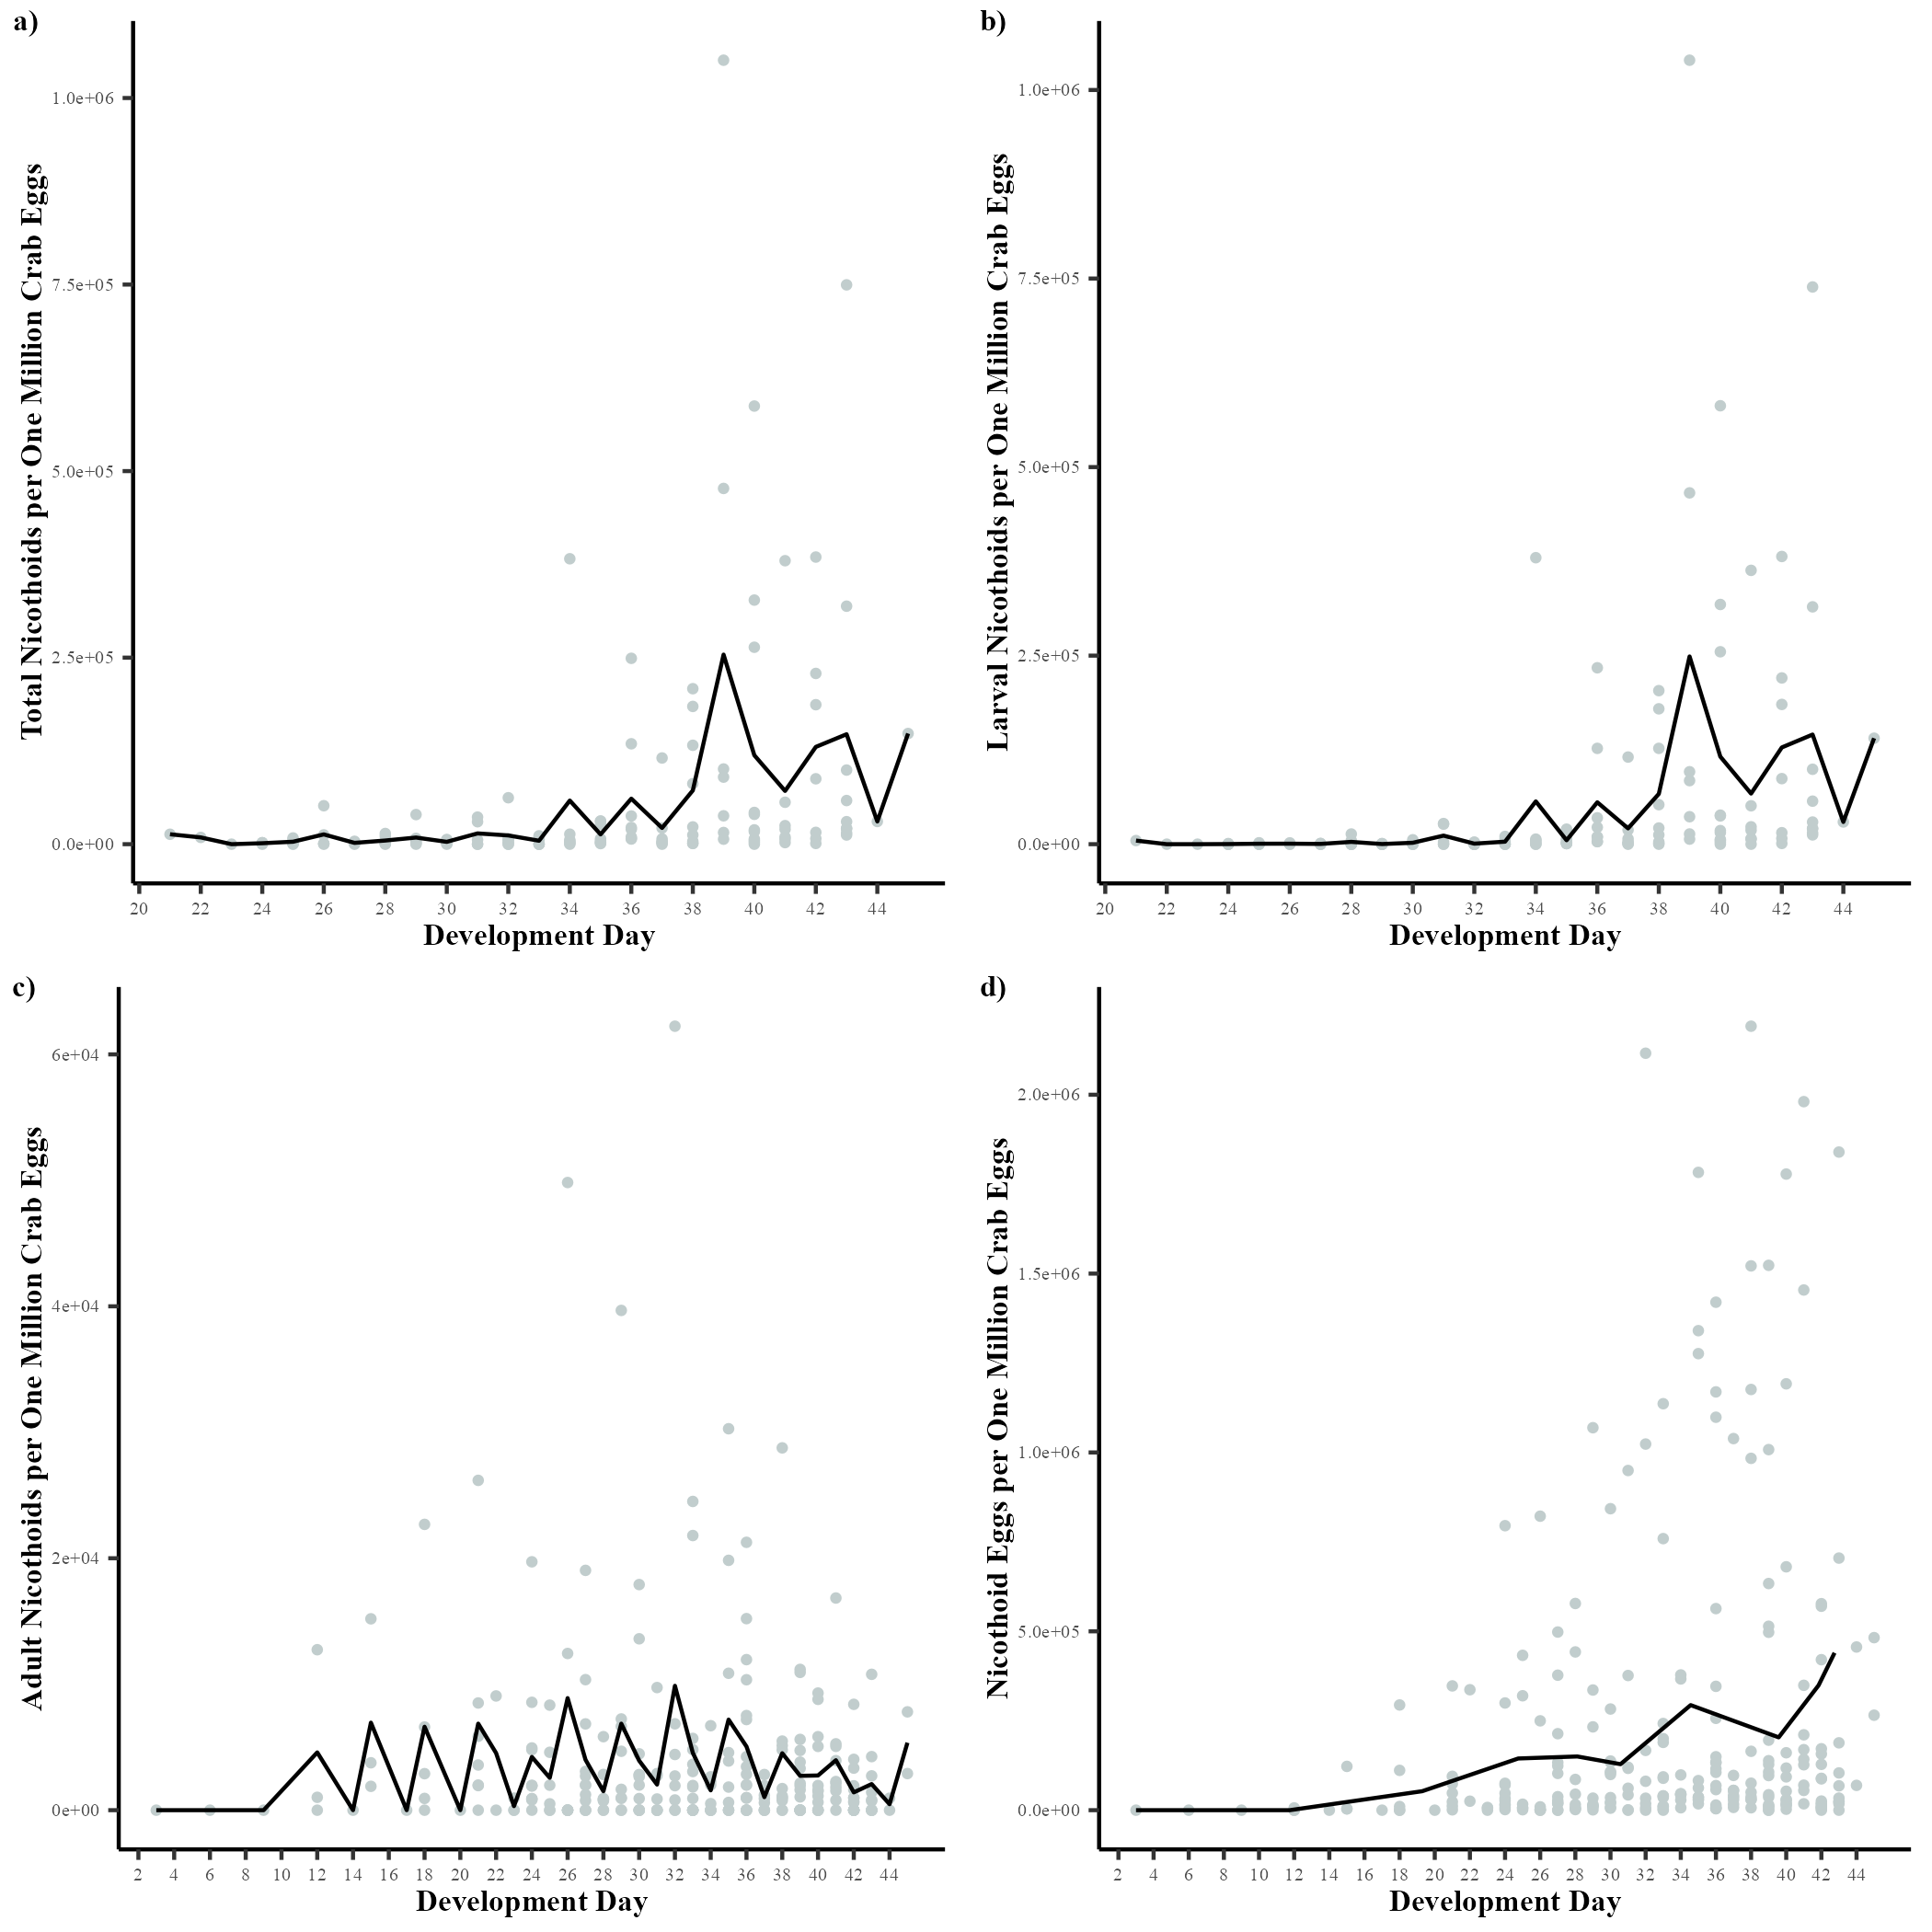 a)
Total Nicothoids per One Million Crab Eggs
1.0e+06
7.5e+05
5.0e+05
2.5e+05
0.0e+00
20 22 24 26 28 30 32 34 36 38 40 42 44
Development Day
b)
Larval Nicothoids per One Million Crab Eggs
1.0e+06
7.5e+05
5.0e+05
2.5e+05
0.0e+00
20 22 24 26 28 30 32 34 36 38 40 42 44
Development Day
c)
Adult Nicothoids per One Million Crab Eggs
6e+04
4e+04
2e+04
0e+00
2 4 6 8 10 12 14 16 18 20 22 24 26 28 30 32 34 36 38 40 42 44
Development Day
d)
Nicothoid Eggs per One Million Crab Eggs
2.0e+06
1.5e+06
1.0e+06
5.0e+05
0.0e+00
2 4 6 8 10 12 14 16 18 20 22 24 26 28 30 32 34 36 38 40 42 44
Development Day